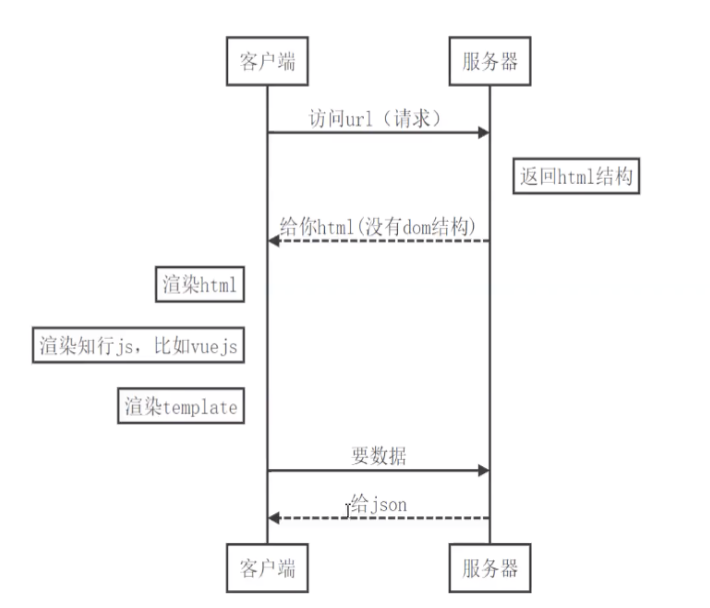 客户端
服务器
访问url（请求）
返回html结构
给你html(没有dom结构)
渲染html
渲染知行js，比如vuejs
渲染template
要数据
给json
客户端
服务器